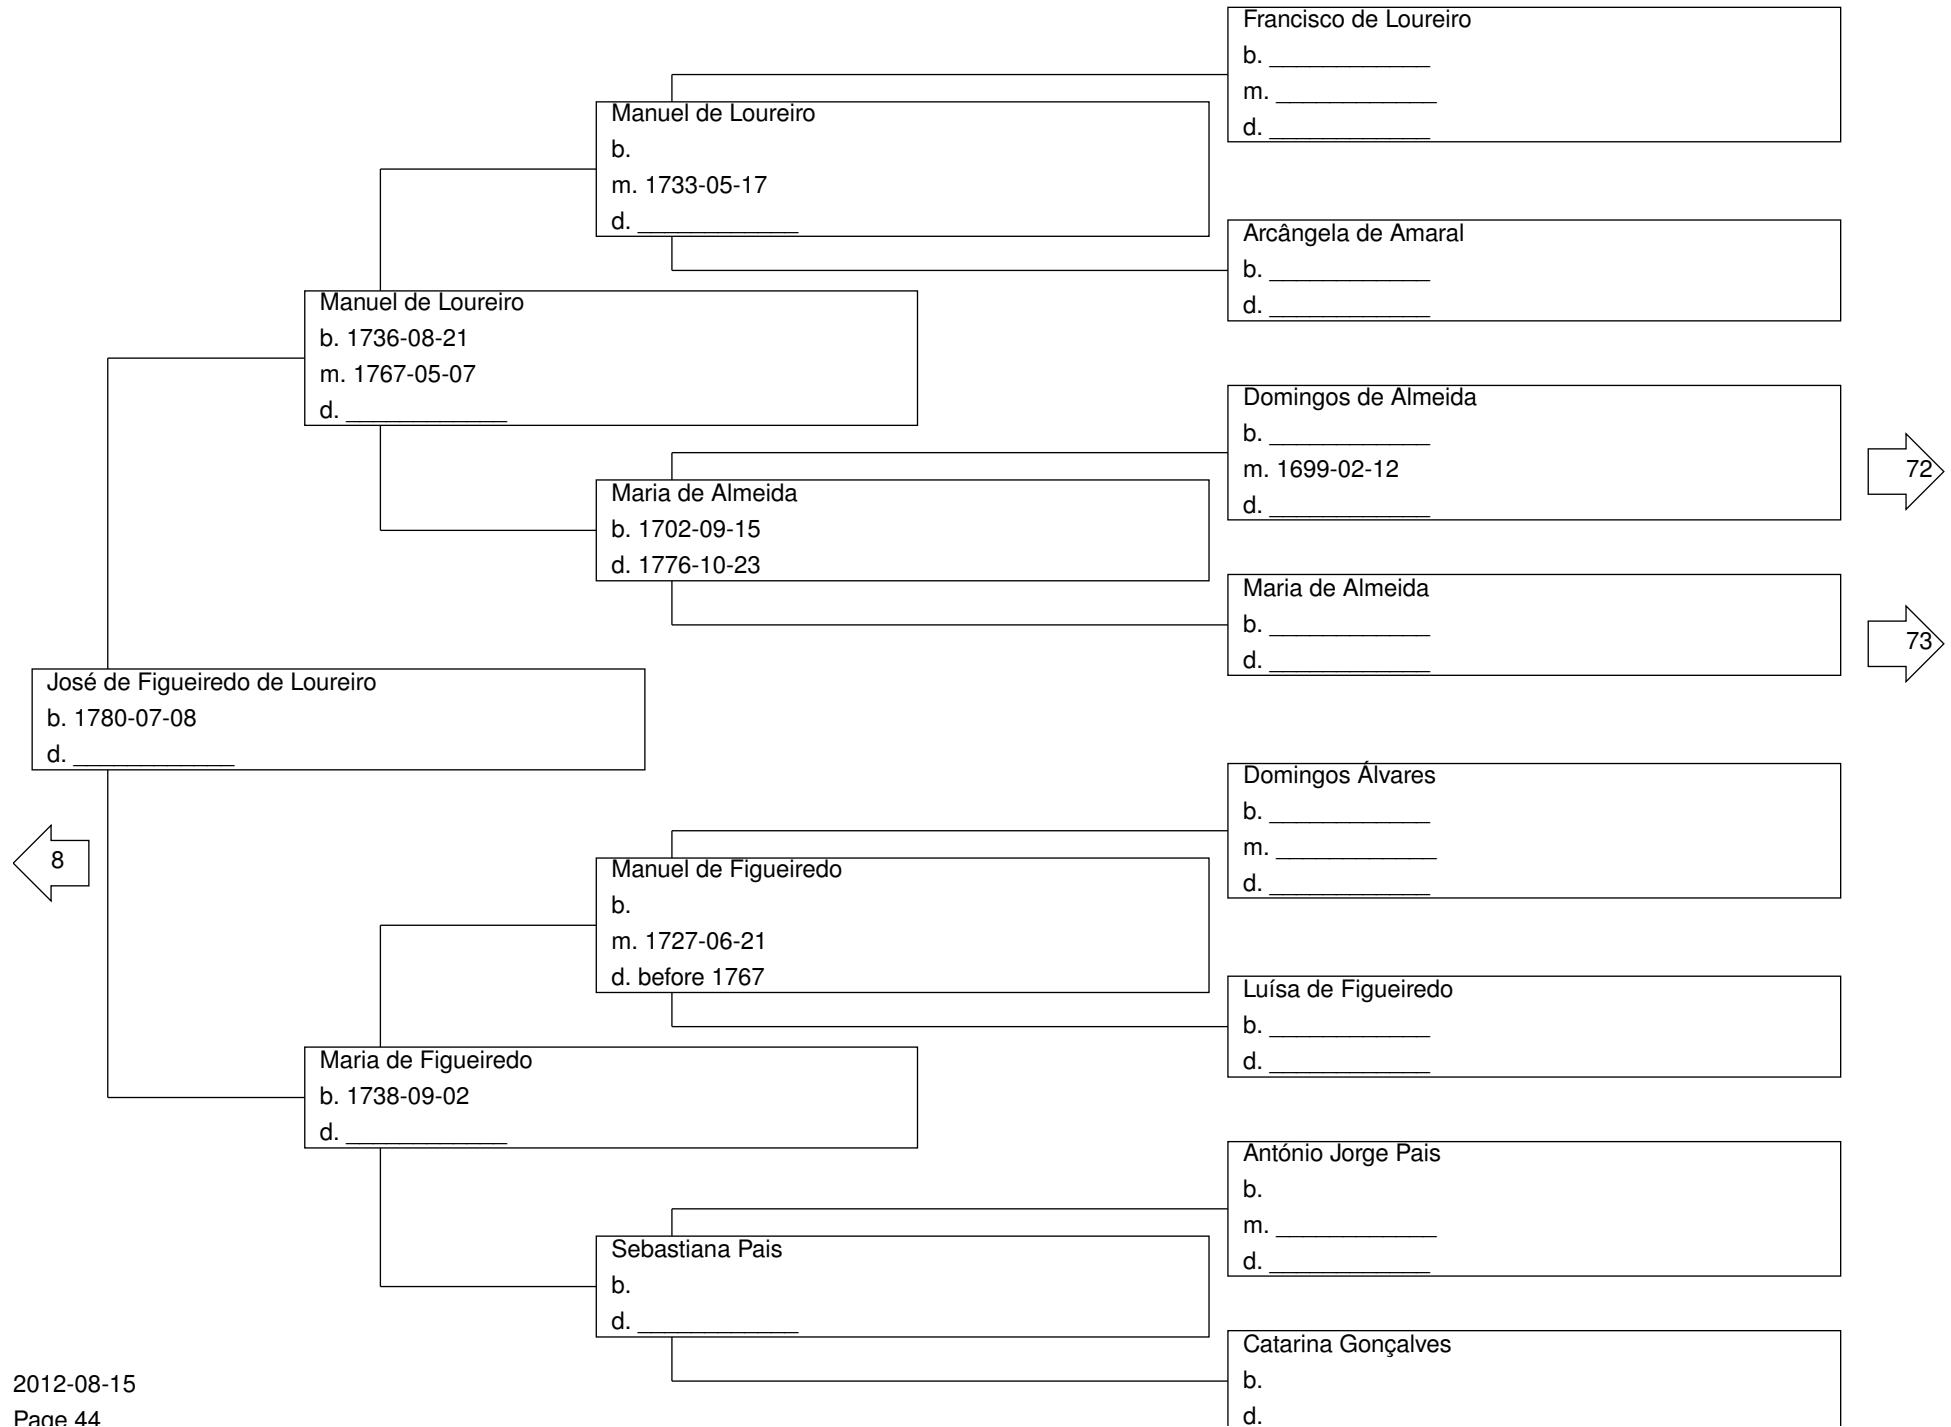 Francisco de Loureiro
b. ____________
m. ____________
d. ____________
Manuel de Loureiro
b.
m. 1733-05-17
d. ____________
Arcângela de Amaral
b. ____________
d. ____________
Manuel de Loureiro
b. 1736-08-21
m. 1767-05-07
d. ____________
Domingos de Almeida
b. ____________
m. 1699-02-12
d. ____________
72
Maria de Almeida
b. 1702-09-15
d. 1776-10-23
Maria de Almeida
b. ____________
d. ____________
73
José de Figueiredo de Loureiro
b. 1780-07-08
d. ____________
8
Domingos Álvares
b. ____________
m. ____________
d. ____________
Manuel de Figueiredo
b.
m. 1727-06-21
d. before 1767
Luísa de Figueiredo
b. ____________
d. ____________
Maria de Figueiredo
b. 1738-09-02
d. ____________
António Jorge Pais
b.
m. ____________
d. ____________
Sebastiana Pais
b.
d. ____________
Catarina Gonçalves
b.
d.
2012-08-15
Page 44